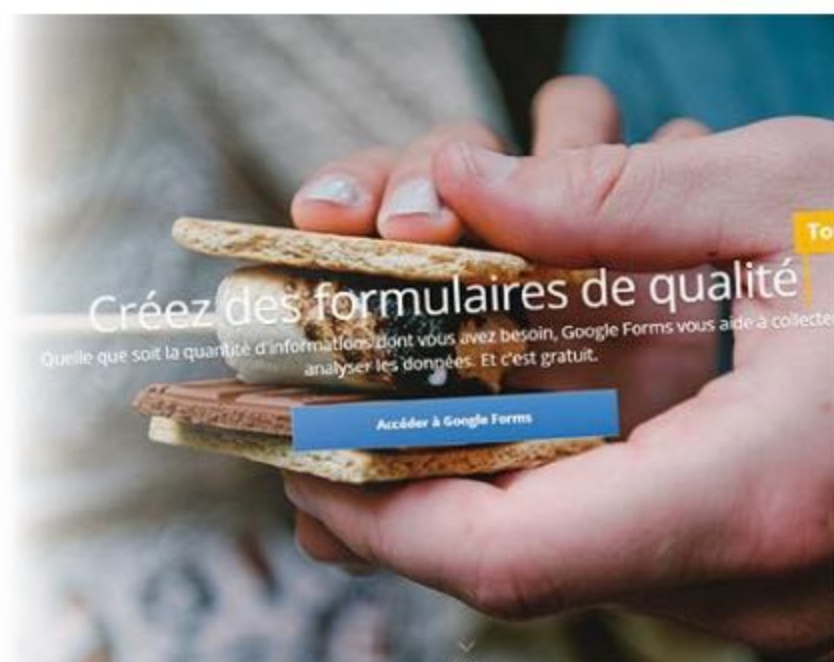 To
Créez des formulaires de qualité
Quelle que soit la quantité d'informations dont vous avez besoin, Google Forms vous aide à collecter
analyser les données. Et c'est gratuit.
Accéder à Google Forms